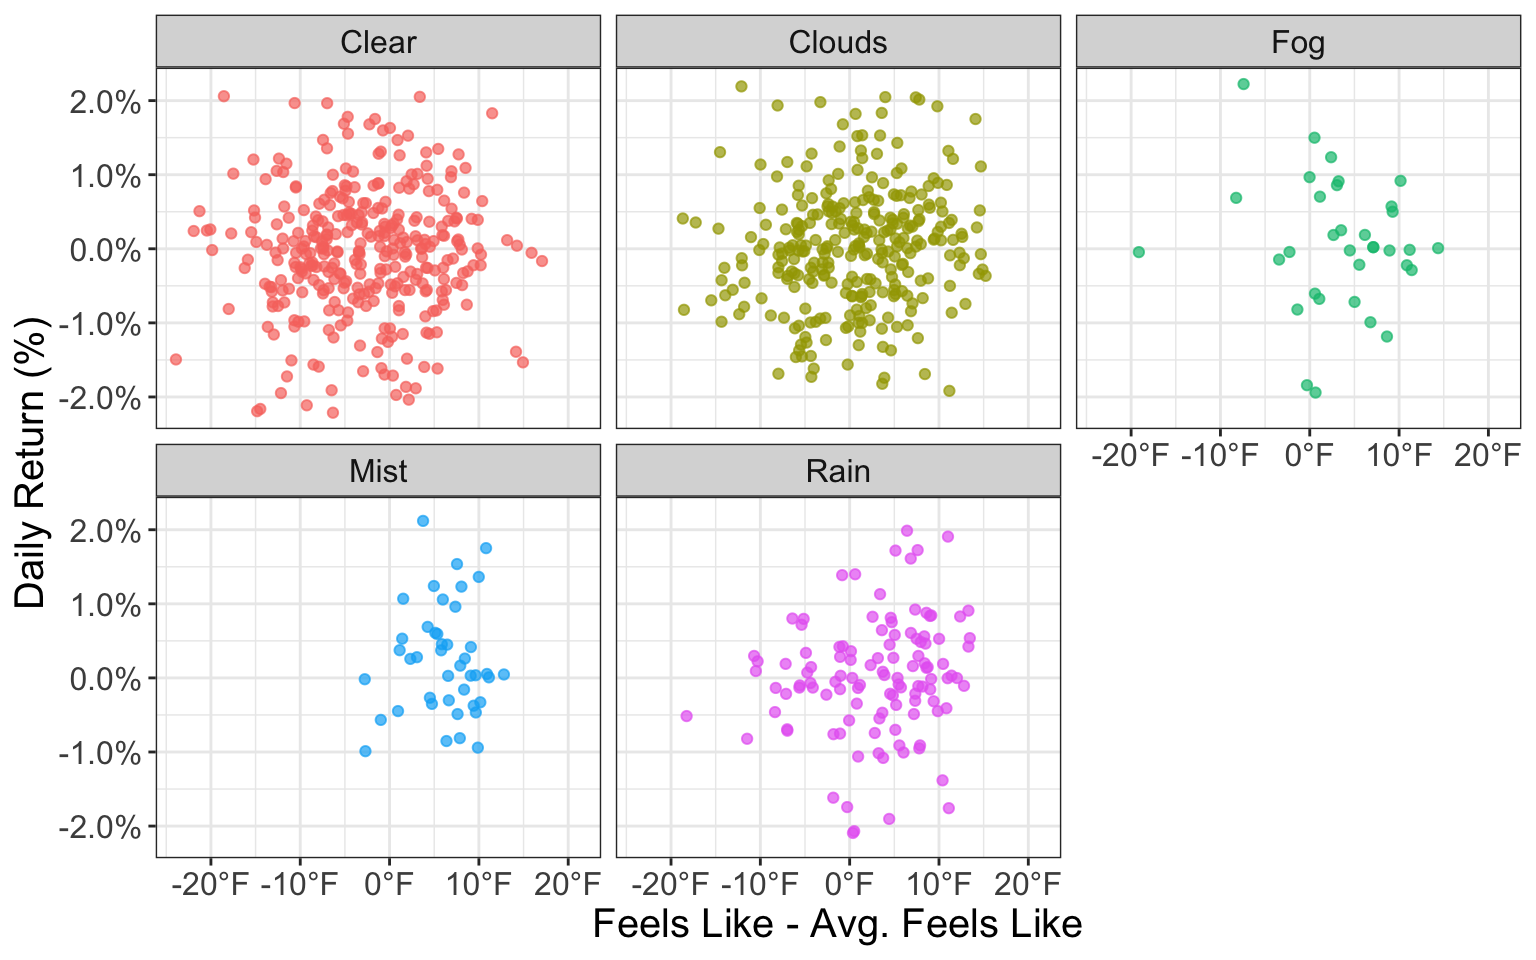 Clear Clouds Fog
2.0%
1.0%
0.0%
-1.0%
-2.0%
-20°F -10°F 0°F 10°F 20°F
Mist Rain
2.0%
1.0%
0.0%
-1.0%
-2.0%
-20°F -10°F 0°F 10°F 20°F -20°F -10°F 0°F 10°F 20°F
Feels Like - Avg. Feels Like
Daily Return (%)